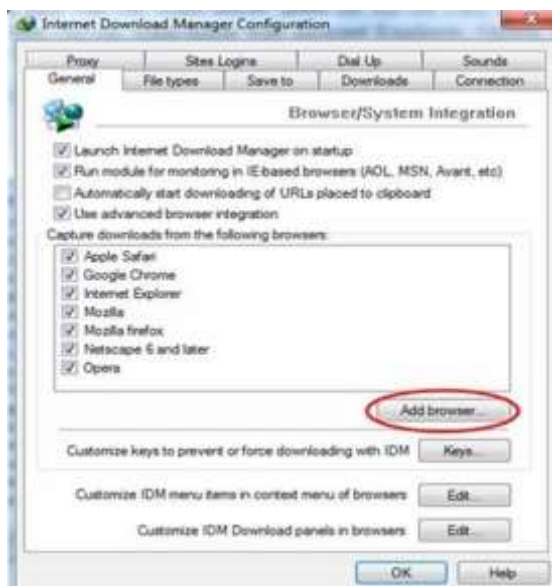 Internet Download Manager Configuration
Proxy Sites Logins Dial Up Sounds
General File types Save to Downloads Connection
Browser/System Integration
Launch Internet Download Manager on startup
Run module for monitoring in IE-based browsers (AOL, MSN, Avant, etc)
Automatically start downloading of URLs placed to clipboard
Use advanced browser integration
Capture downloads from the following browsers:
Apple Safari
Google Chrome
Internet Explorer
Mozilla
Mozilla firefox
Netscape 6 and later
Opera
Add browser...
Customize keys to prevent or force downloading with IDM Keys...
Customize IDM menu items in context menu of browsers Edit...
Customize IDM Download panels in browsers Edit...
OK Help